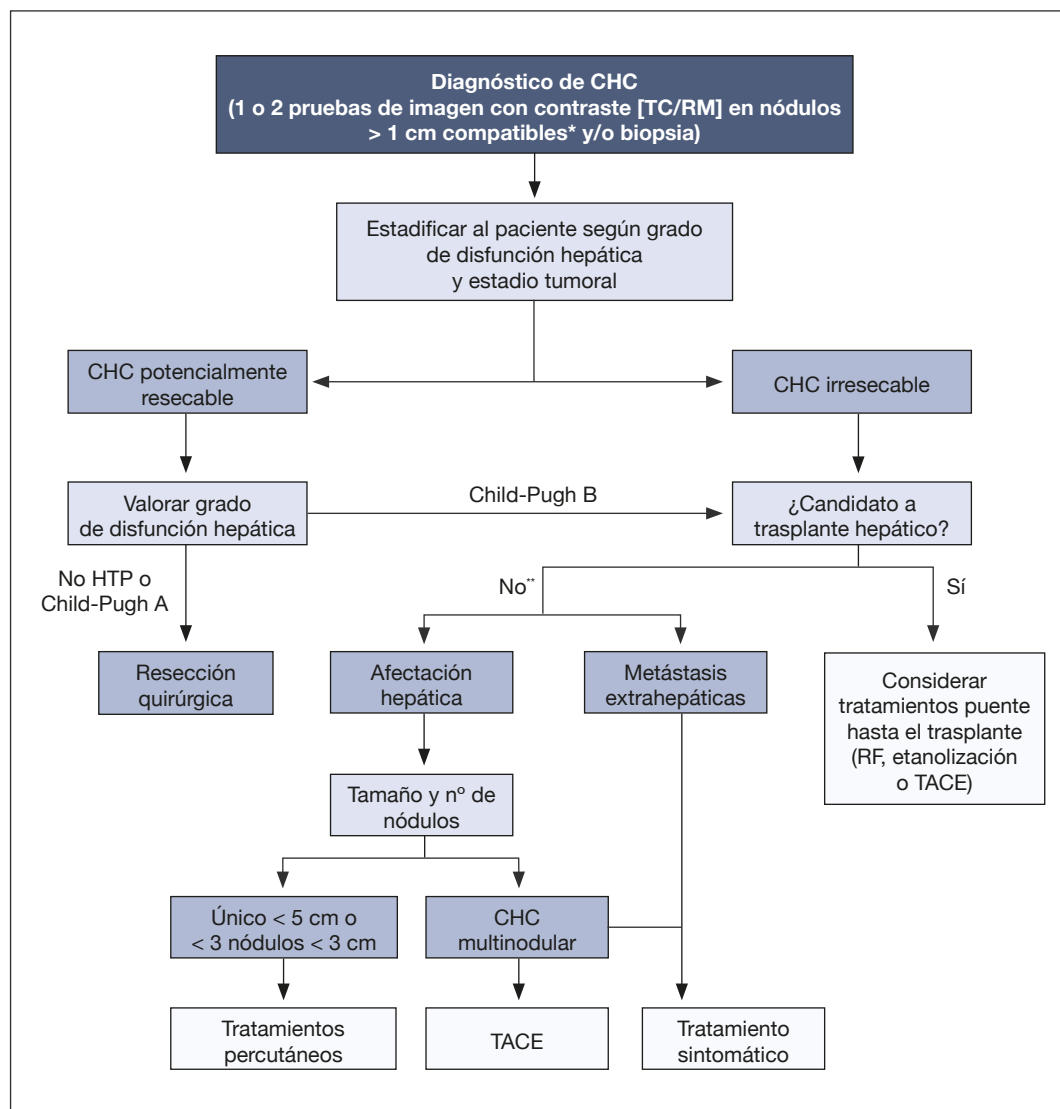 Diagnóstico de CHC
(1 o 2 pruebas de imagen con contraste [TC/RM] en nódulos
> 1 cm compatibles* y/o biopsia)
Estadificar al paciente según grado
de disfunción hepática
y estadio tumoral
CHC potencialmente
resecable
CHC irresecable
Valorar grado
de disfunción hepática
Child-Pugh B
¿Candidato a
trasplante hepático?
No HTP o
Child-Pugh A
No**
Sí
Resección
quirúrgica
Afectación
hepática
Metástasis
extrahepáticas
Considerar
tratamientos puente
hasta el trasplante
(RF, etanolización
o TACE)
Tamaño y nº de
nódulos
Único < 5 cm o
< 3 nódulos < 3 cm
CHC
multinodular
Tratamientos
percutáneos
TACE
Tratamiento
sintomático